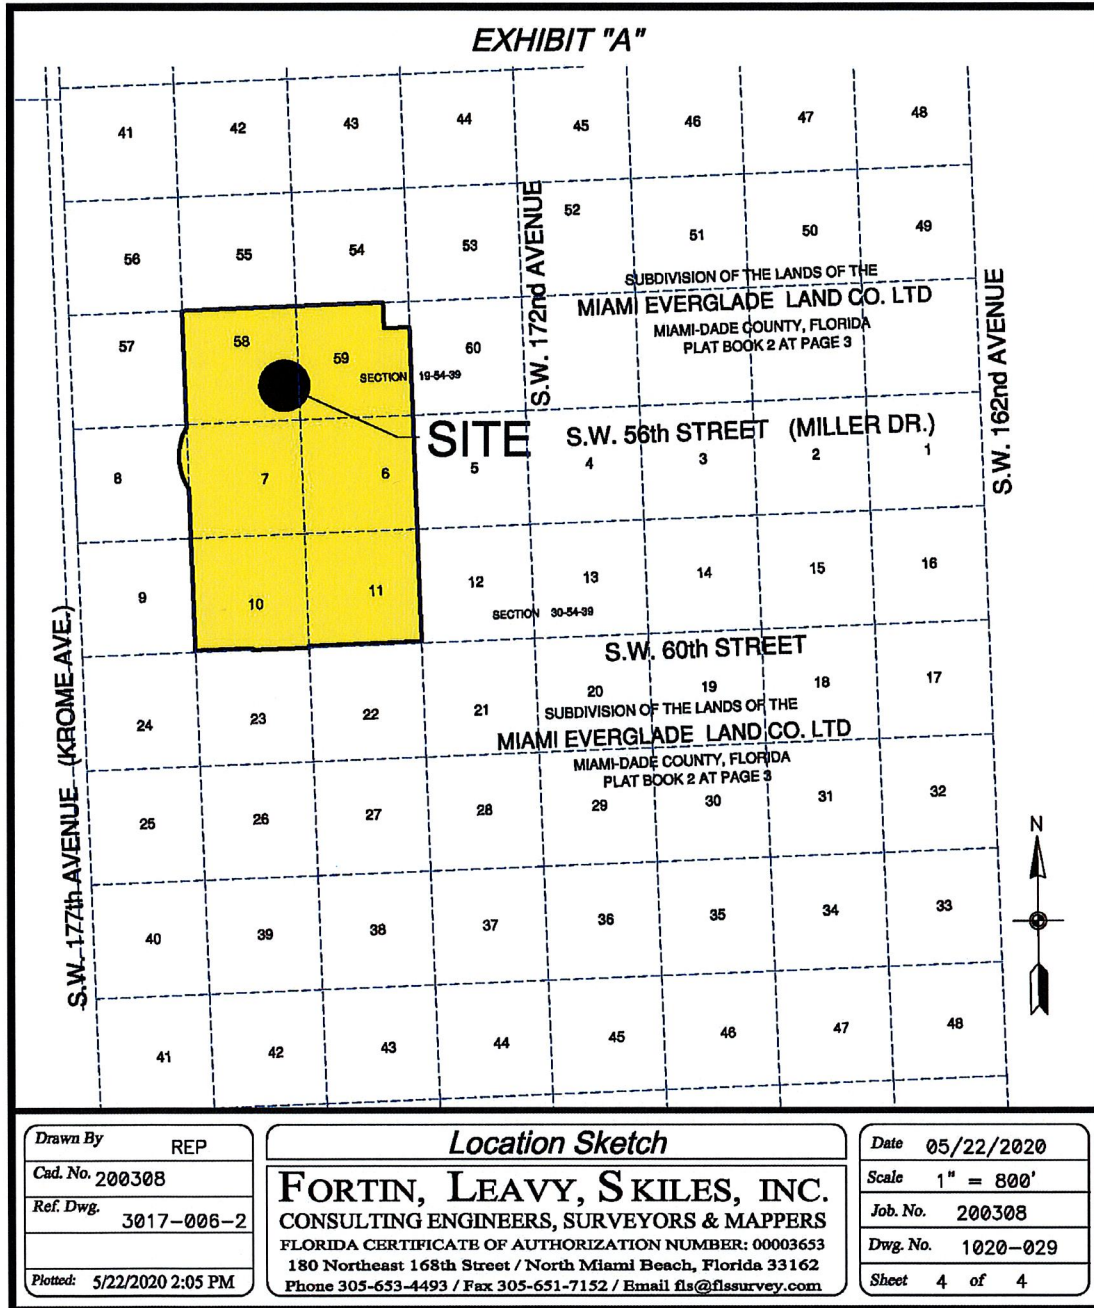 EXHIBIT "A"
41 42 43 44 45 46 47 48
56 55 54 53 52 51 50 49
S.W. 172nd AVENUE
SUBDIVISION OF THE LANDS OF THE
MIAMI EVERGLADE LAND CO. LTD
MIAMI-DADE COUNTY, FLORIDA
PLAT BOOK 2 AT PAGE 3
S.W. 162nd AVENUE
57 58 59 60
SECTION 19-54-39
SITE
S.W. 56th STREET (MILLER DR.)
8 7 6 5 4 3 2 1
9 10 11 12 13 14 15 16
SECTION 30-54-39
S.W. 60th STREET
24 23 22 21 20 19 18 17
SUBDIVISION OF THE LANDS OF THE
MIAMI EVERGLADE LAND CO. LTD
MIAMI-DADE COUNTY, FLORIDA
PLAT BOOK 2 AT PAGE 3
S.W. 177th AVENUE (KROME AVE.)
25 26 27 28 29 30 31 32
N
40 39 38 37 36 35 34 33
41 42 43 44 45 46 47 48
Drawn By REP
Cad. No. 200308
Ref. Dwg.
3017-006-2
Plotted: 5/22/2020 2:05 PM
Location Sketch
FORTIN, LEAVY, SKILES, INC.
CONSULTING ENGINEERS, SURVEYORS & MAPPERS
FLORIDA CERTIFICATE OF AUTHORIZATION NUMBER: 00003653
180 Northeast 168th Street / North Miami Beach, Florida 33162
Phone 305-653-4493 / Fax 305-651-7152 / Email fls@flssurvey.com
Date 05/22/2020
Scale 1" = 800'
Job. No. 200308
Dwg. No. 1020-029
Sheet 4 of 4